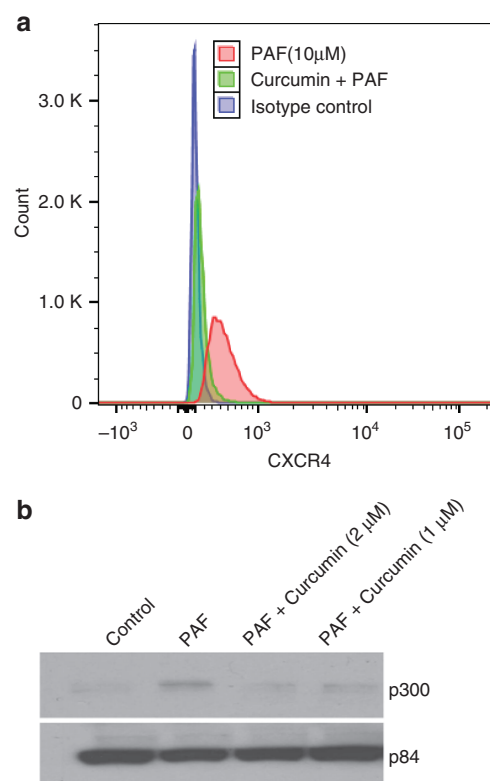 a
PAF(10μM)
Curcumin + PAF
Isotype control
3.0 K
2.0 K
1.0 K
0
Count
–10³ 0 10³ 10⁴ 10⁵
CXCR4
b
Control
PAF
PAF + Curcumin (2 μM)
PAF + Curcumin (1 μM)
p300
p84